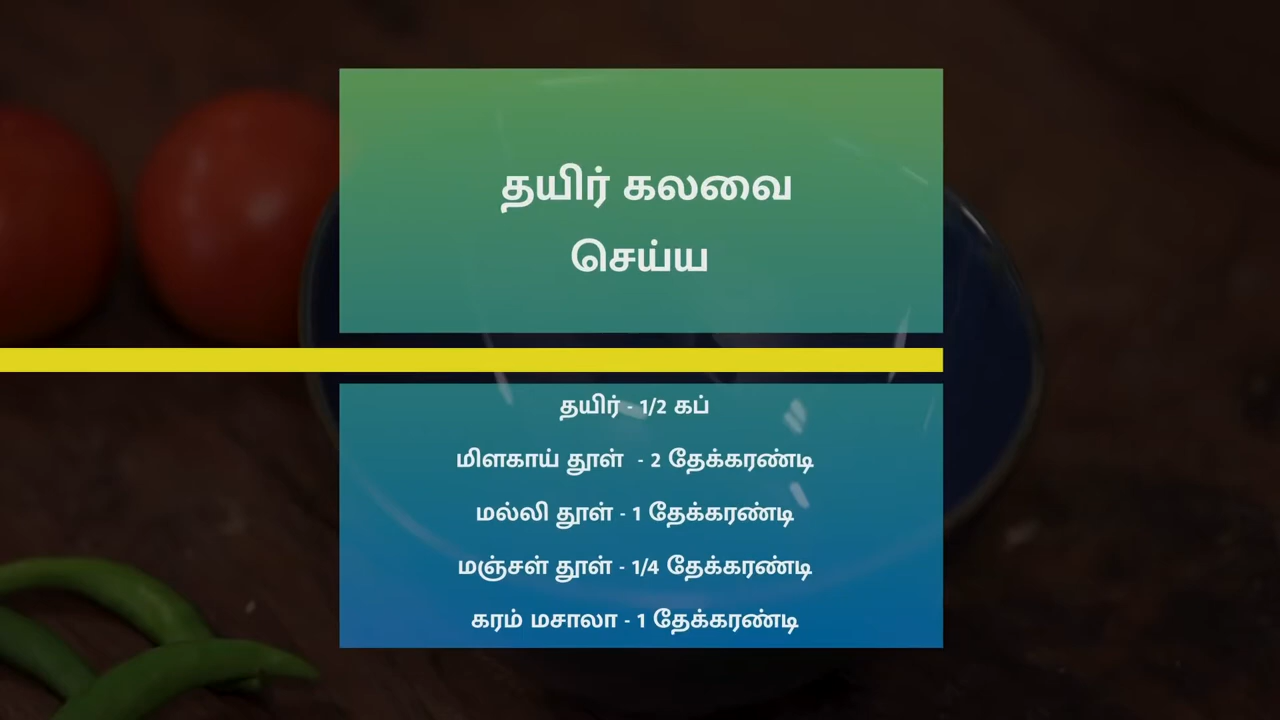 தயிர் கலவை
செய்ய
தயிர் - 1/2 கப்
மிளகாய் தூள் - 2 தேக்கரண்டி
மல்லி தூள் - 1 தேக்கரண்டி
மஞ்சள் தூள் - 1/4 தேக்கரண்டி
கரம் மசாலா - 1 தேக்கரண்டி